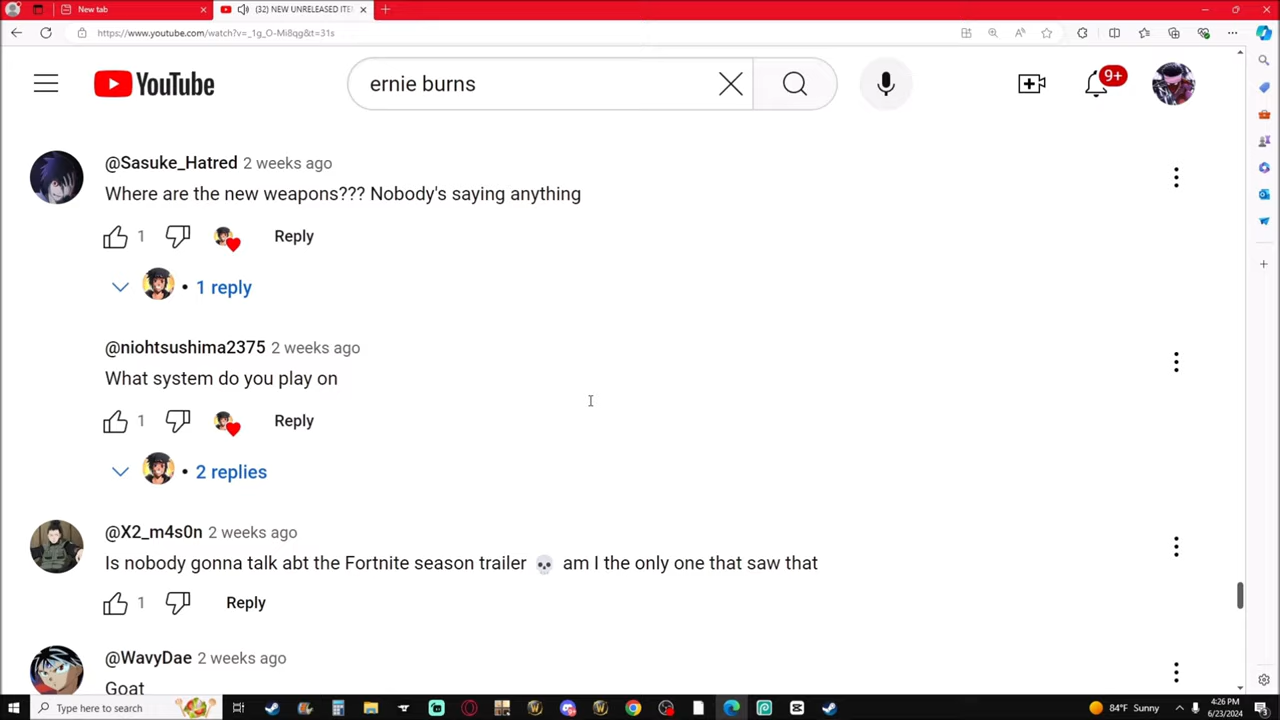 New tab
(32) NEW UNRELEASED ITE
https://www.youtube.com/watch?v=_1g_O-Mi8qg&t=31s
YouTube
ernie burns
9+
@Sasuke_Hatred 2 weeks ago
Where are the new weapons??? Nobody's saying anything
1 Reply
• 1 reply
@niohtsushima2375 2 weeks ago
What system do you play on
1 Reply
• 2 replies
@X2_m4s0n 2 weeks ago
Is nobody gonna talk abt the Fortnite season trailer 💀 am I the only one that saw that
1 Reply
@WavyDae 2 weeks ago
Goat
Type here to search
84°F Sunny
4:26 PM
6/23/2024